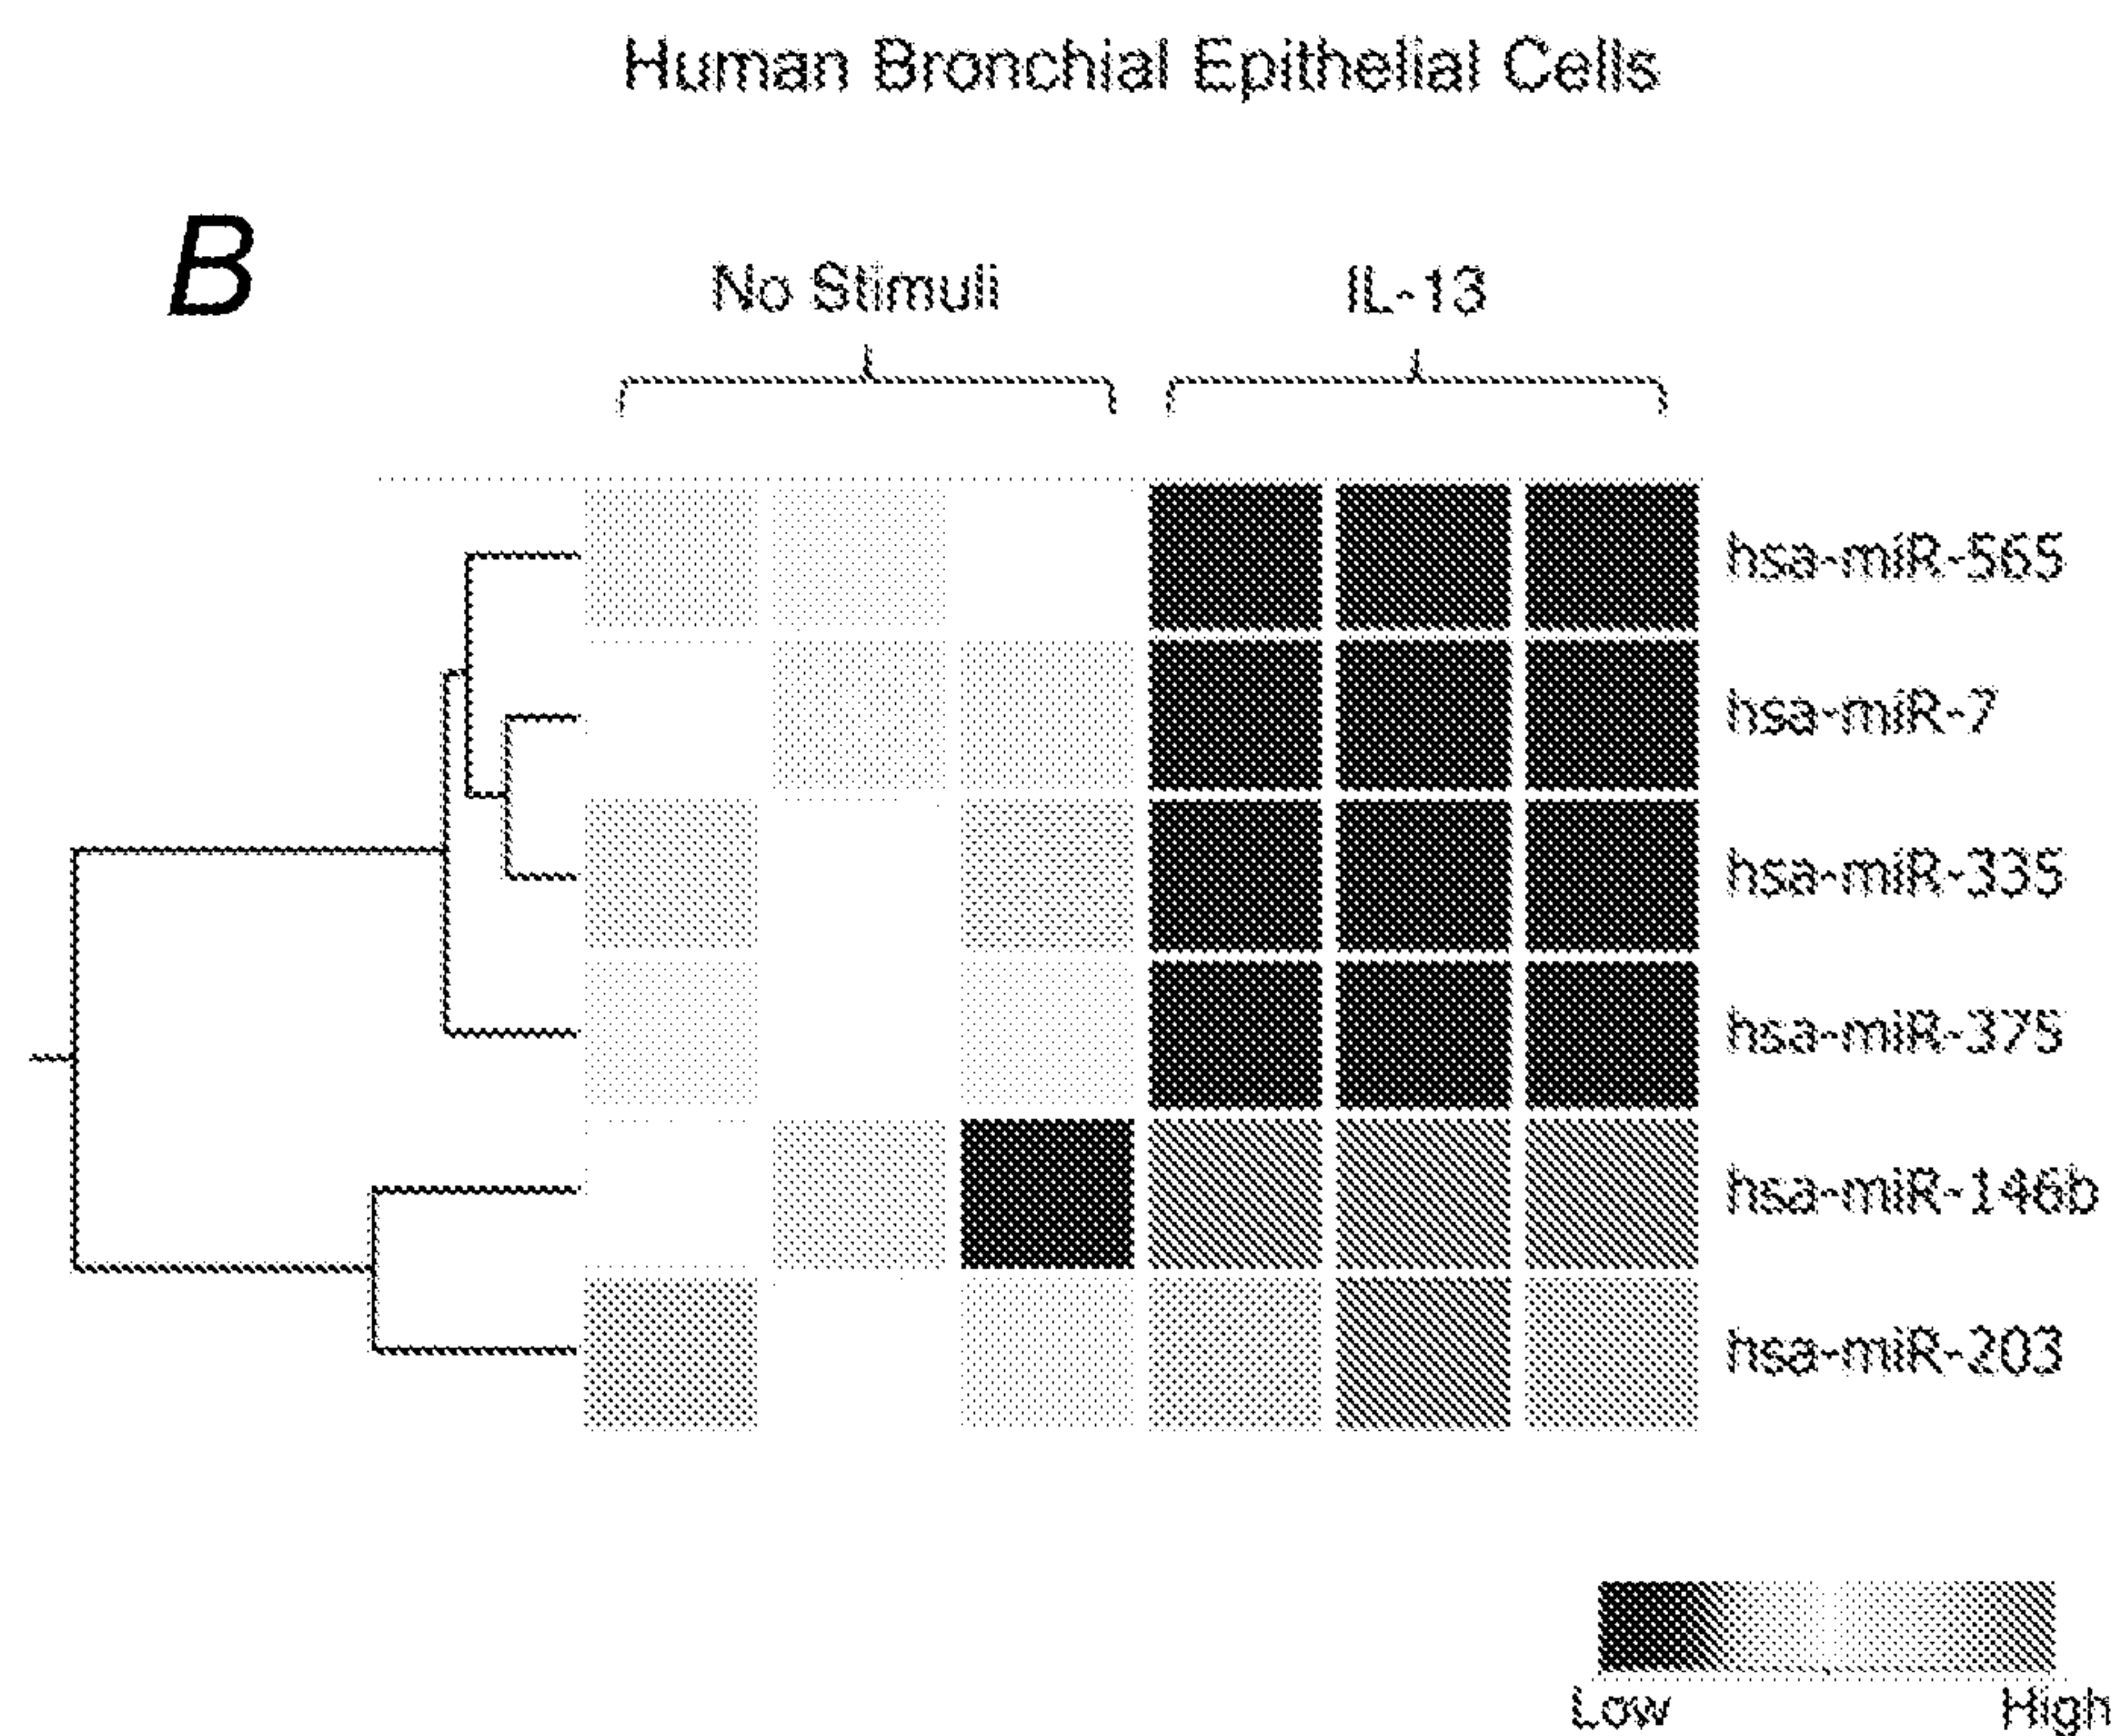 Human Bronchial Epithelial Cells
B
No Stimuli
IL-13
hsa-miR-565
hsa-miR-7
hsa-miR-335
hsa-miR-375
hsa-miR-146b
hsa-miR-203
Low
High